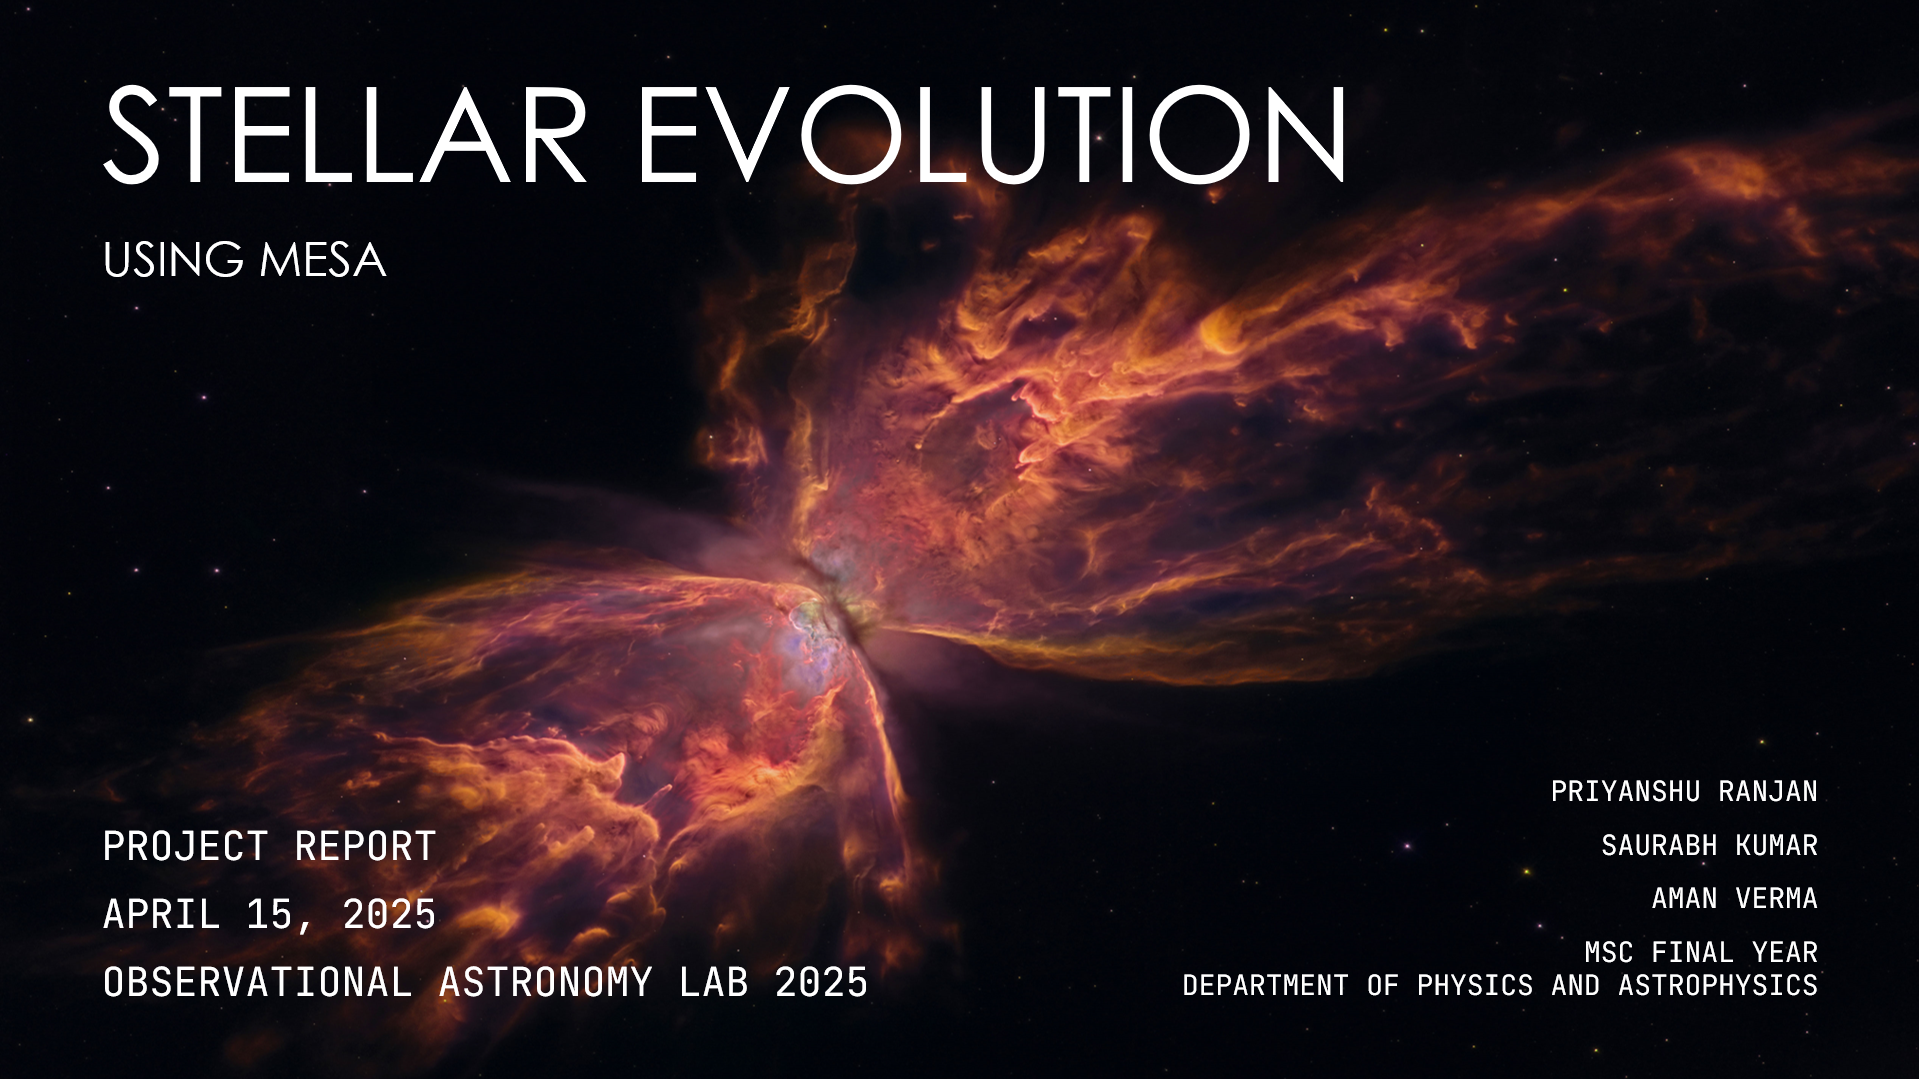 STELLAR EVOLUTION
USING MESA
PROJECT REPORT
APRIL 15, 2025
OBSERVATIONAL ASTRONOMY LAB 2025
PRIYANSHU RANJAN
SAURABH KUMAR
AMAN VERMA
MSC FINAL YEAR
DEPARTMENT OF PHYSICS AND ASTROPHYSICS